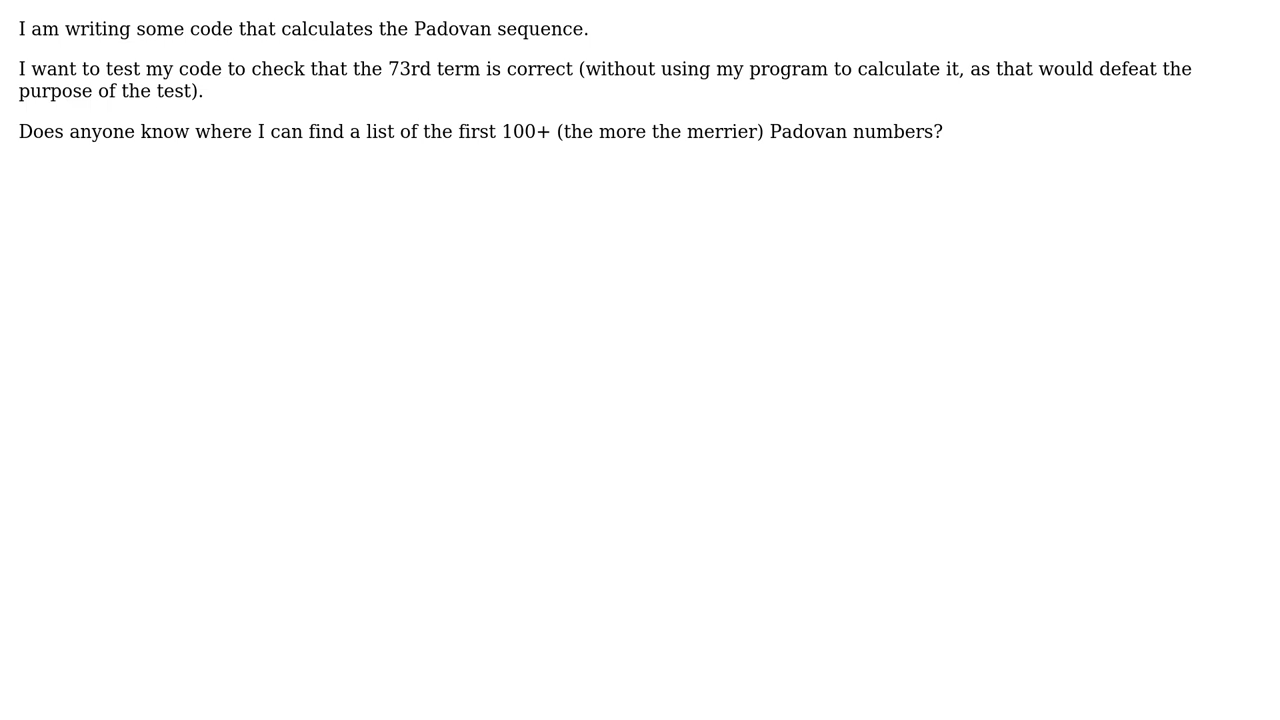 I am writing some code that calculates the Padovan sequence.
I want to test my code to check that the 73rd term is correct (without using my program to calculate it, as that would defeat the
purpose of the test).
Does anyone know where I can find a list of the first 100+ (the more the merrier) Padovan numbers?